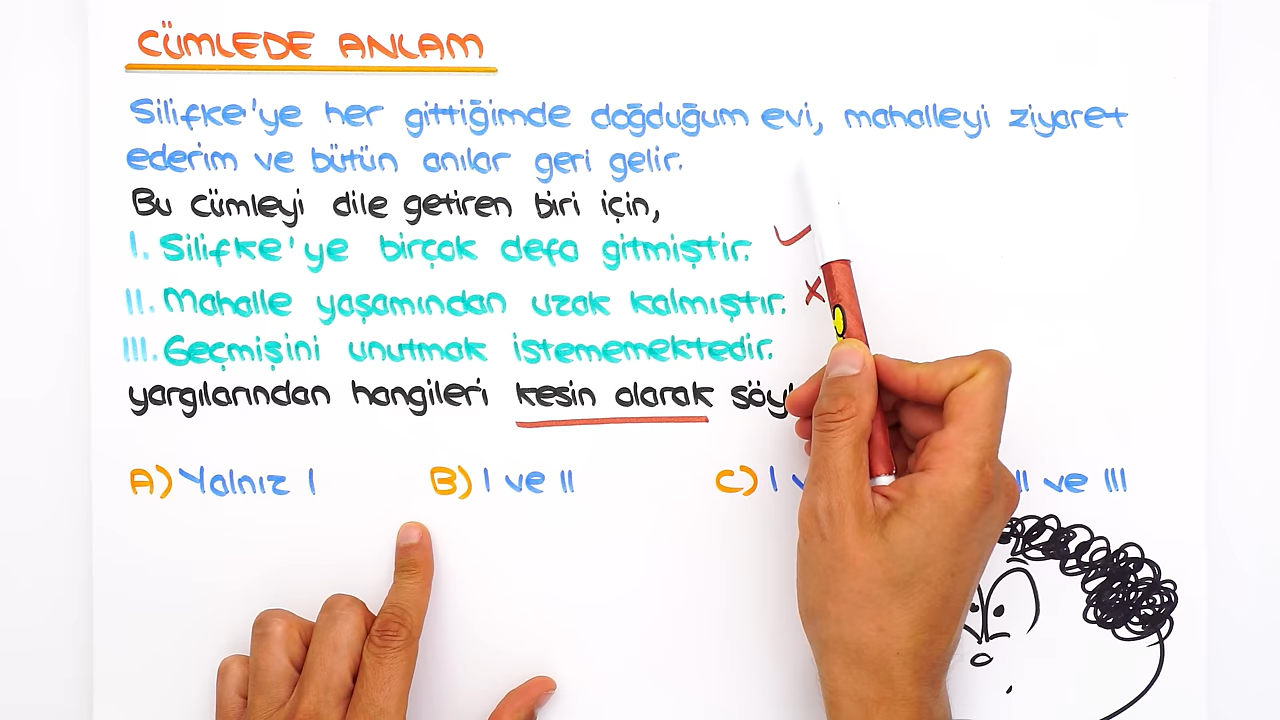 CÜMLEDE ANLAM
Silifke'ye her gittiğimde doğduğum evi, mahalleyi ziyaret
ederim ve bütün anılar geri gelir.
Bu cümleyi dile getiren biri için,
I. Silifke'ye birçok defa gitmiştir.
II. Mahalle yaşamından uzak kalmıştır.
III. Geçmişini unutmak istememektedir.
yargılarından hangileri kesin olarak
A) Yalnız I B) I ve II C) I ve III